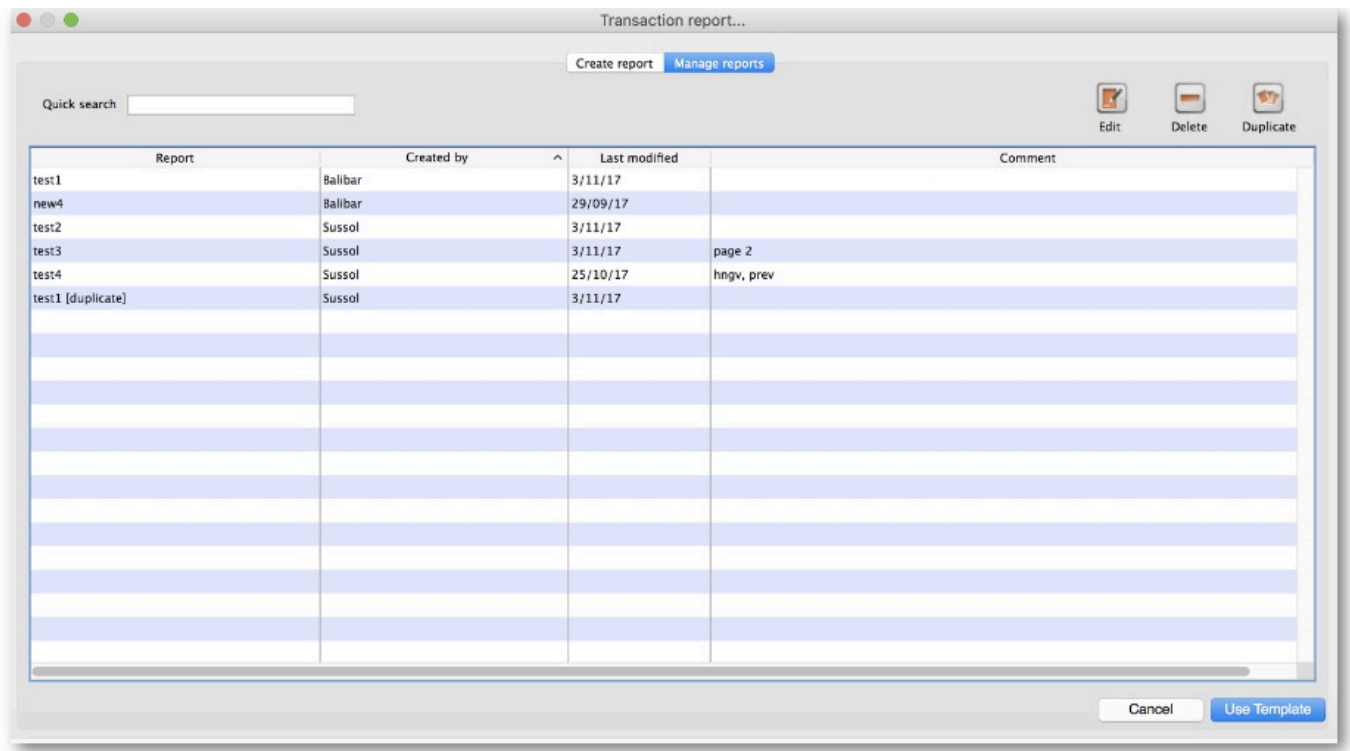 Transaction report...
Create report Manage reports
Quick search
Edit Delete Duplicate
Report Created by Last modified Comment
test1 Balibar 3/11/17
new4 Balibar 29/09/17
test2 Sussol 3/11/17
test3 Sussol 3/11/17 page 2
test4 Sussol 25/10/17 hngv, prev
test1 [duplicate] Sussol 3/11/17
Cancel Use Template